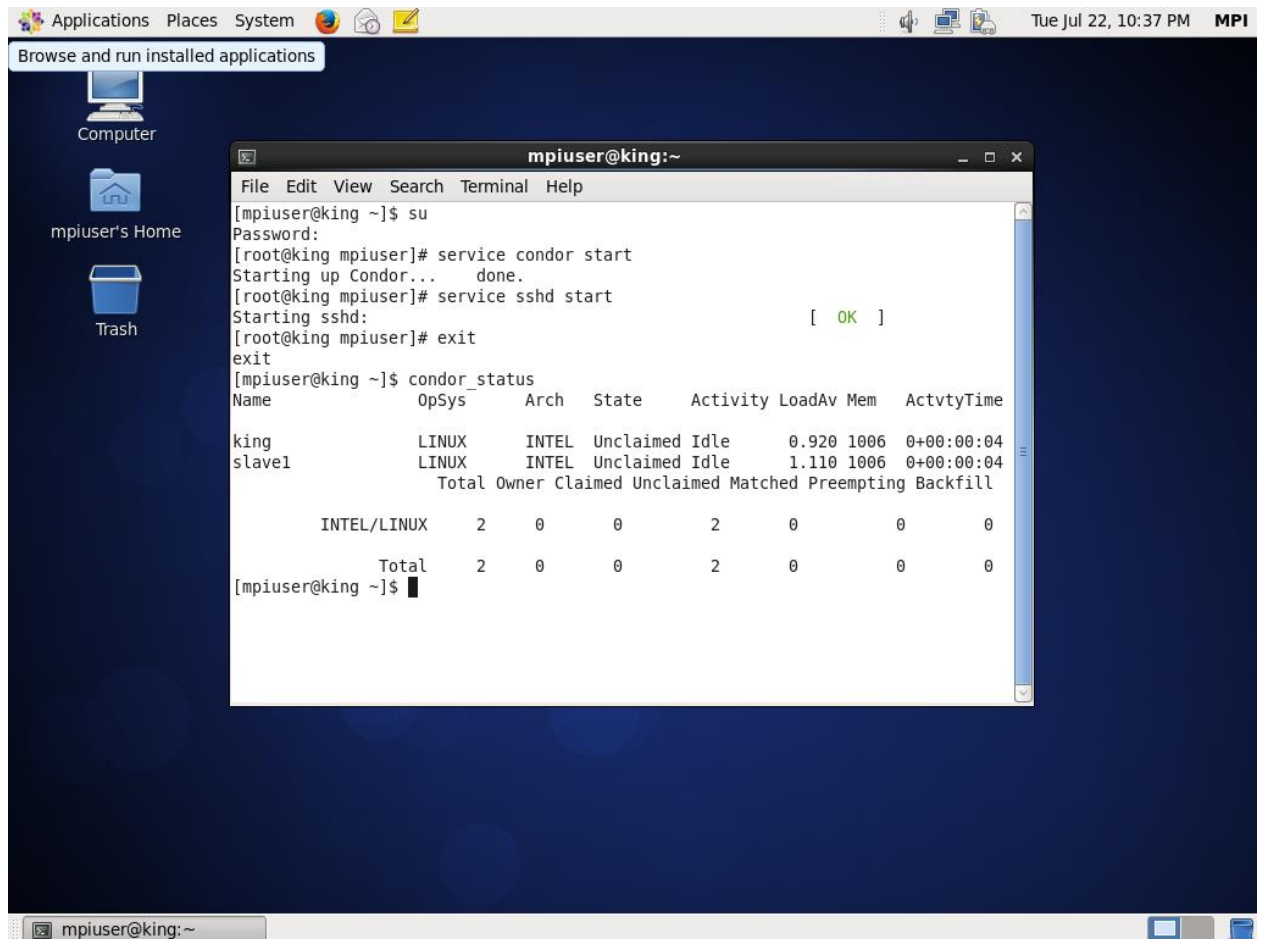 Applications Places System Tue Jul 22, 10:37 PM MPI
Browse and run installed applications
Computer
mpiuser's Home
Trash
mpiuser@king:~
File Edit View Search Terminal Help
[mpiuser@king ~]$ su
Password:
[root@king mpiuser]# service condor start
Starting up Condor... done.
[root@king mpiuser]# service sshd start
Starting sshd: [ OK ]
[root@king mpiuser]# exit
exit
[mpiuser@king ~]$ condor_status
Name OpSys Arch State Activity LoadAv Mem ActvtyTime
king LINUX INTEL Unclaimed Idle 0.920 1006 0+00:00:04
slave1 LINUX INTEL Unclaimed Idle 1.110 1006 0+00:00:04
Total Owner Claimed Unclaimed Matched Preempting Backfill
INTEL/LINUX 2 0 0 2 0 0 0
Total 2 0 0 2 0 0 0
[mpiuser@king ~]$
mpiuser@king:~